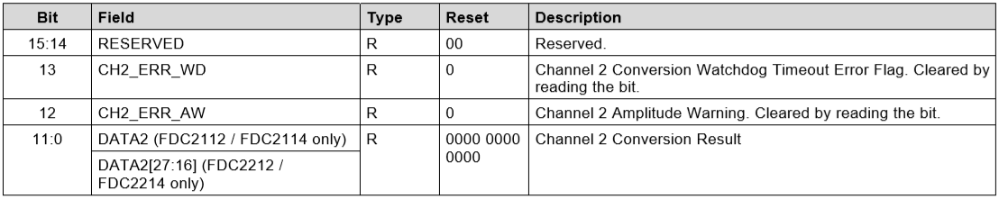 Bit Field Type Reset Description
15:14 RESERVED R 00 Reserved.
13 CH2_ERR_WD R 0 Channel 2 Conversion Watchdog Timeout Error Flag. Cleared by
reading the bit.
12 CH2_ERR_AW R 0 Channel 2 Amplitude Warning. Cleared by reading the bit.
11:0 DATA2 (FDC2112 / FDC2114 only) R 0000 0000 Channel 2 Conversion Result
0000
DATA2[27:16] (FDC2212 /
FDC2214 only)